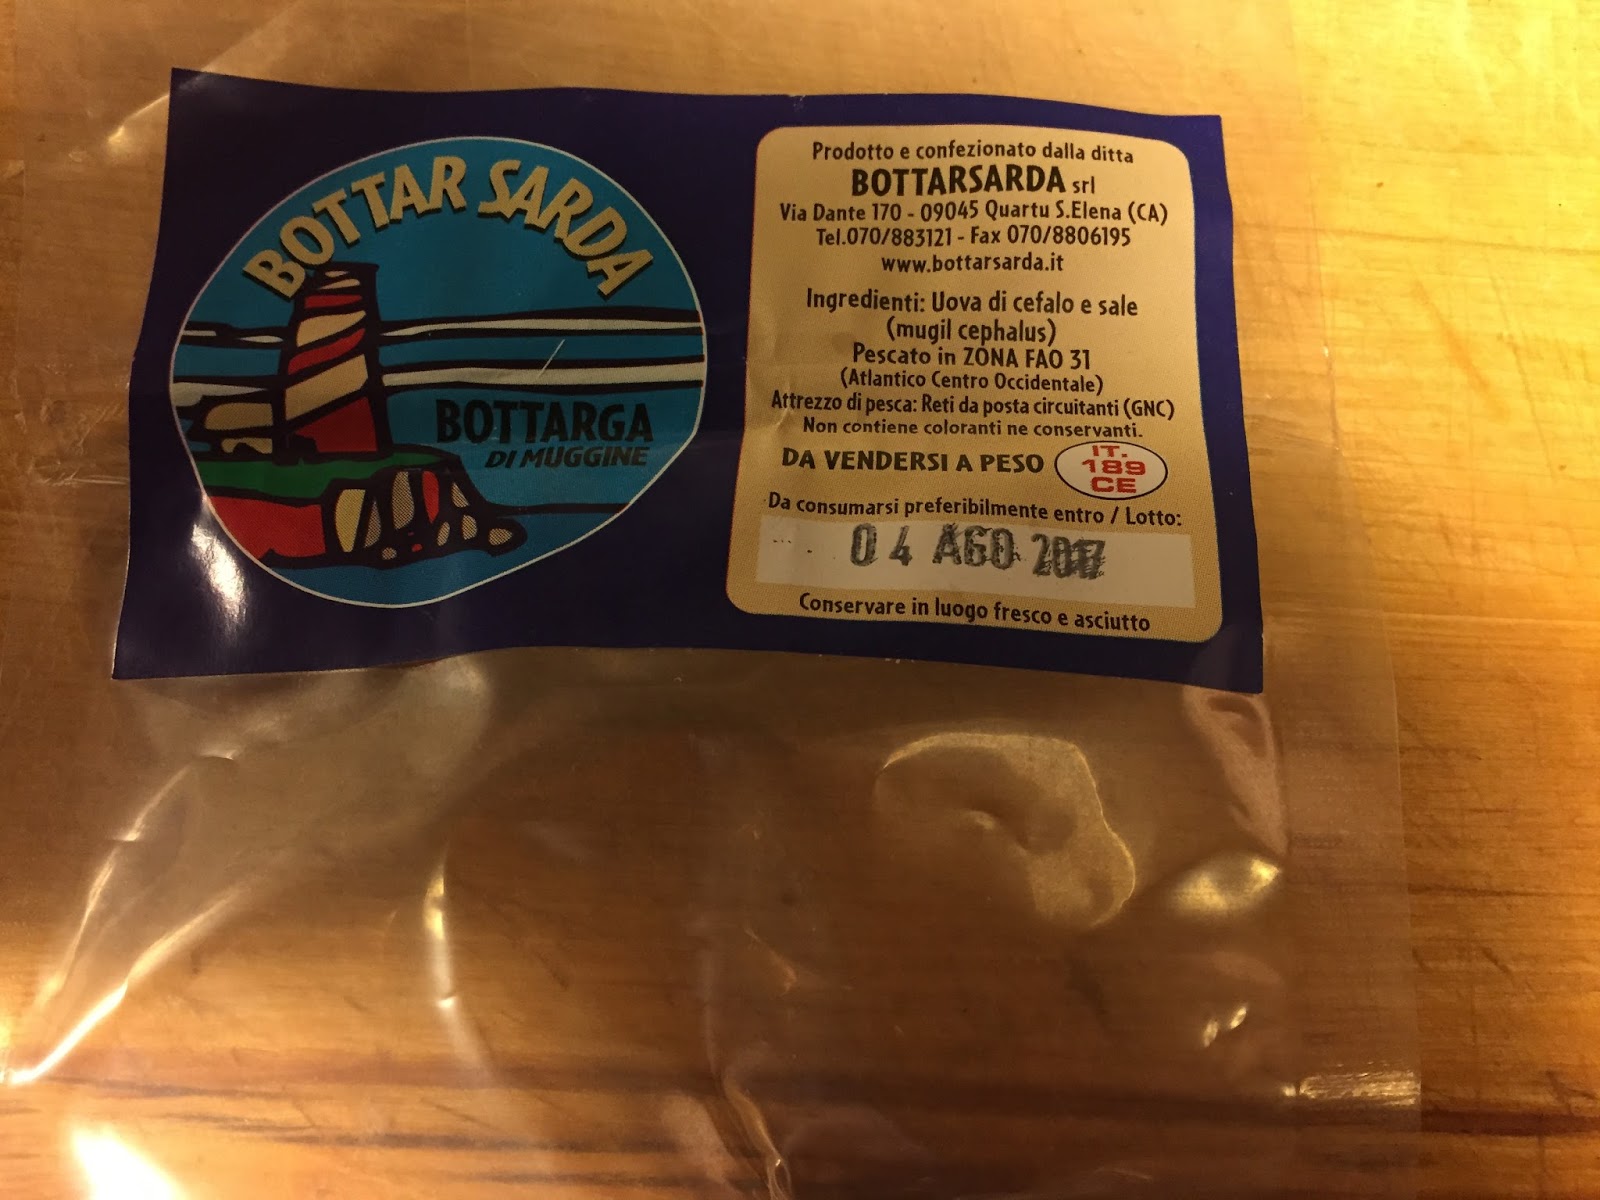 BOTTAR SARDA
BOTTARGA
DI MUGGINE
Prodotto e confezionato dalla ditta
BOTTARSARDA srl
Via Dante 170 - 09045 Quartu S.Elena (CA)
Tel.070/883121 - Fax 070/8806195
www.bottarsarda.it
Ingredienti: Uova di cefalo e sale
(mugil cephalus)
Pescato in ZONA FAO 31
(Atlantico Centro Occidentale)
Attrezzo di pesca: Reti da posta circuitanti (GNC)
Non contiene coloranti ne conservanti.
DA VENDERSI A PESO
IT.
189
CE
Da consumarsi preferibilmente entro / Lotto:
04 AGO 2017
Conservare in luogo fresco e asciutto